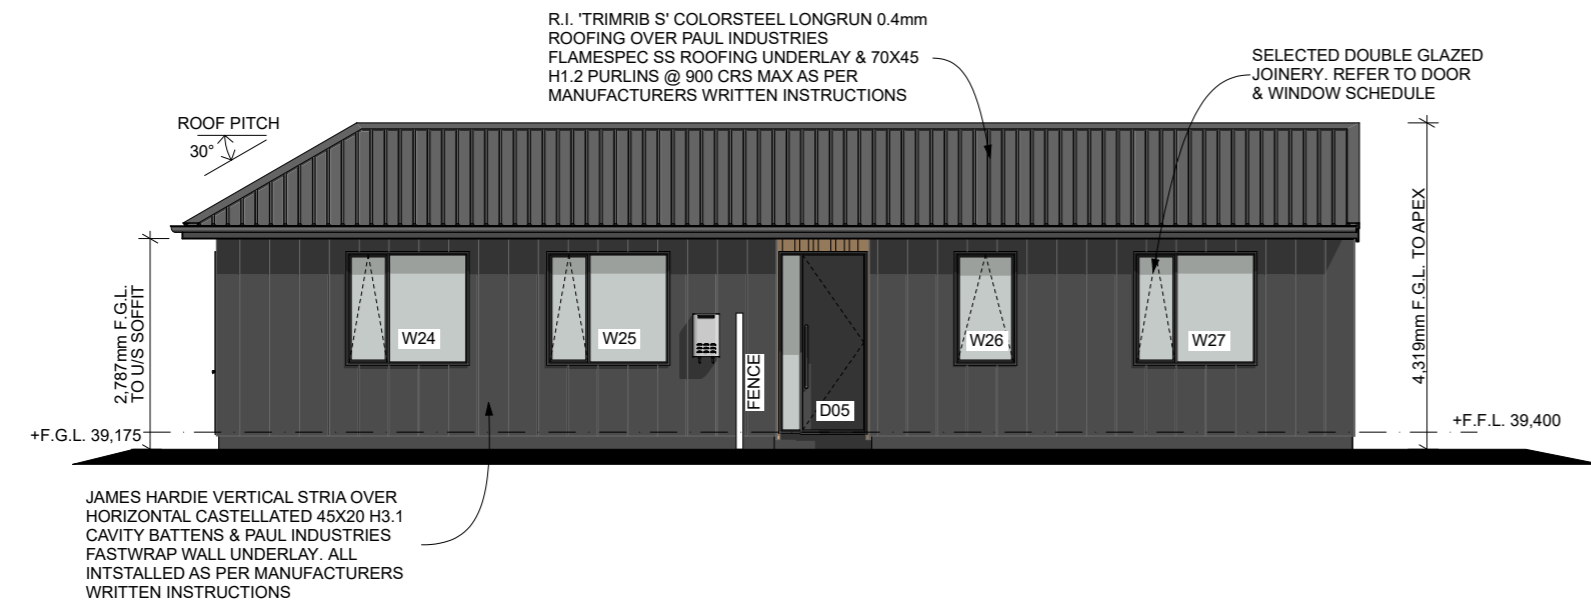 R.I. 'TRIMRIB S' COLORSTEEL LONGRUN 0.4mm
ROOFING OVER PAUL INDUSTRIES
FLAMESPEC SS ROOFING UNDERLAY & 70X45
H1.2 PURLINS @ 900 CRS MAX AS PER
MANUFACTURERS WRITTEN INSTRUCTIONS
SELECTED DOUBLE GLAZED
JOINERY. REFER TO DOOR
& WINDOW SCHEDULE
ROOF PITCH
30°
2,787mm F.G.L.
TO U/S SOFFIT
4,319mm F.G.L. TO APEX
W24
W25
W26
W27
FENCE
D05
+F.G.L. 39,175
+F.F.L. 39,400
JAMES HARDIE VERTICAL STRIA OVER
HORIZONTAL CASTELLATED 45X20 H3.1
CAVITY BATTENS & PAUL INDUSTRIES
FASTWRAP WALL UNDERLAY. ALL
INTSTALLED AS PER MANUFACTURERS
WRITTEN INSTRUCTIONS